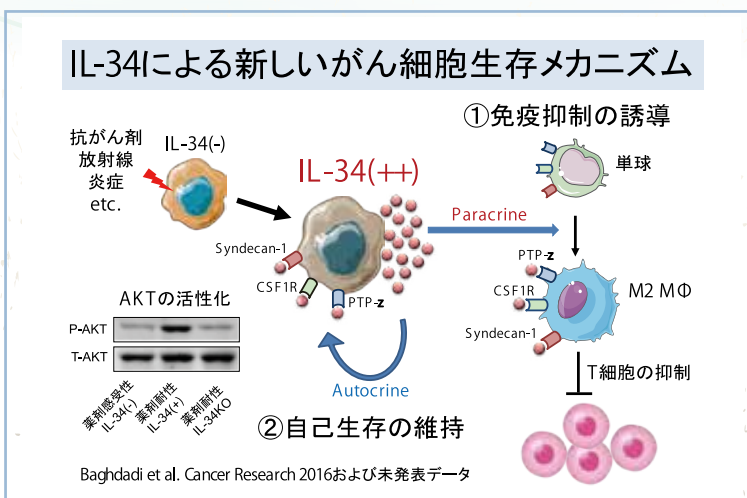 IL-34による新しいがん細胞生存メカニズム
①免疫抑制の誘導
抗がん剤
放射線
炎症
etc.
IL-34(-)
IL-34(++)
単球
Paracrine
Syndecan-1
CSF1R
PTP-z
PTP-z
CSF1R
Syndecan-1
M2 MΦ
AKTの活性化
P-AKT
T-AKT
薬剤感受性
IL-34(-)
薬剤耐性
IL-34(+)
薬剤耐性
IL-34KO
Autocrine
T細胞の抑制
②自己生存の維持
Baghdadi et al. Cancer Research 2016および未発表データ